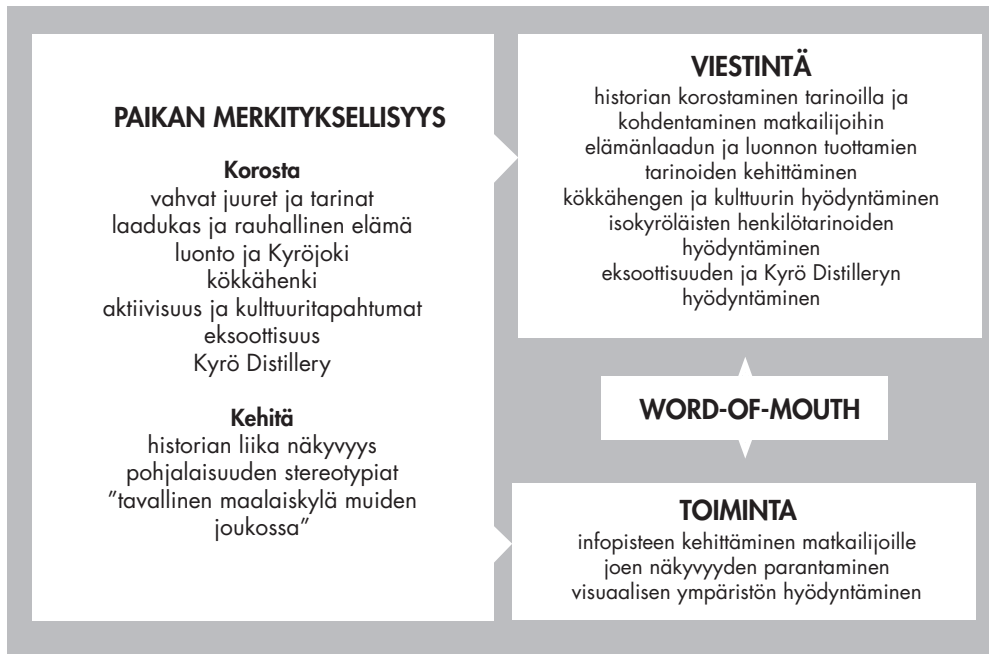 PAIKAN MERKITYKSELLISYYS
Korosta
vahvat juuret ja tarinat
laadukas ja rauhallinen elämä
luonto ja Kyröjoki
kökkähenki
aktiivisuus ja kulttuuritapahtumat
eksoottisuus
Kyrö Distillery
Kehitä
historian liika näkyvyys
pohjalaisuuden stereotypiat
”tavallinen maalaiskylä muiden
joukossa”
VIESTINTÄ
historian korostaminen tarinoilla ja
kohdentaminen matkailijoihin
elämänlaadun ja luonnon tuottamien
tarinoiden kehittäminen
kökkähengen ja kulttuurin hyödyntäminen
isokyröläisten henkilötarinoiden
hyödyntäminen
eksoottisuuden ja Kyrö Distilleryn
hyödyntäminen
WORD-OF-MOUTH
TOIMINTA
infopisteen kehittäminen matkailijoille
joen näkyvyyden parantaminen
visuaalisen ympäristön hyödyntäminen